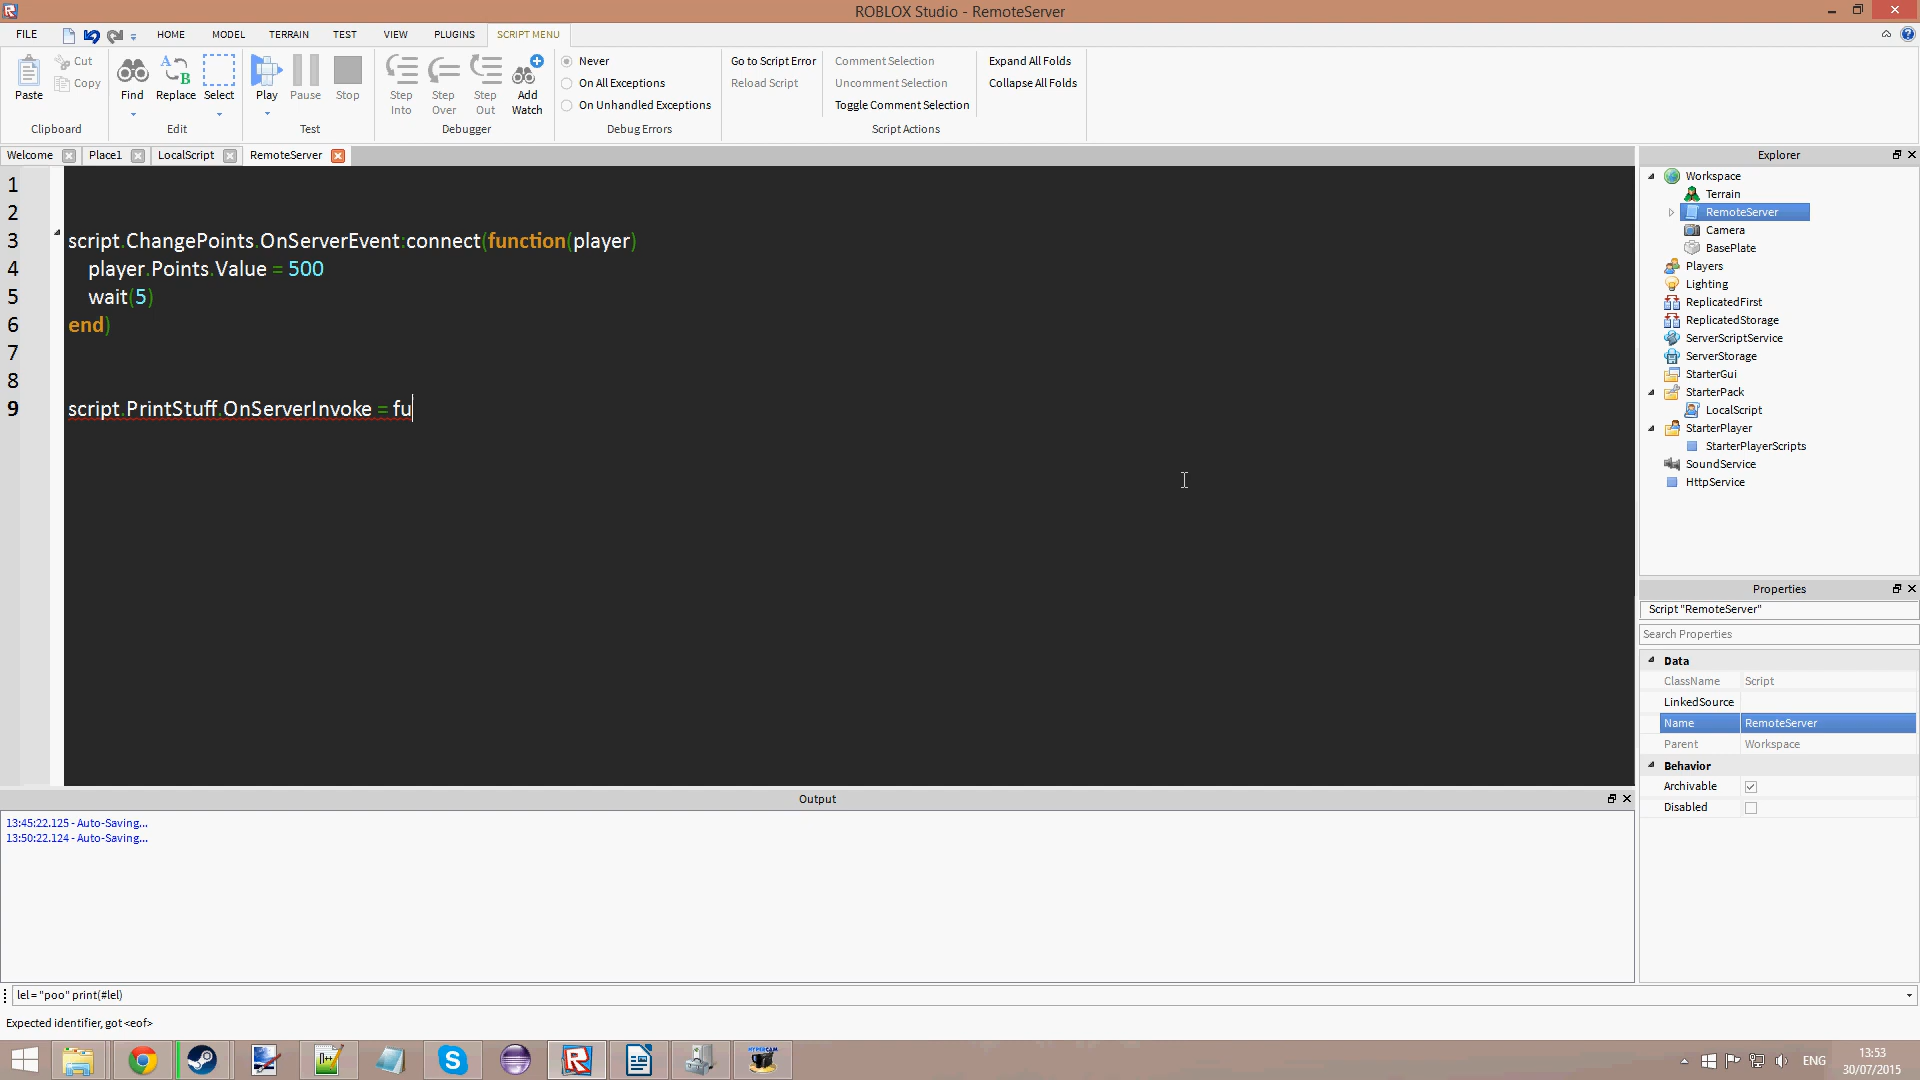 ROBLOX Studio - RemoteServer
FILE HOME MODEL TERRAIN TEST VIEW PLUGINS SCRIPT MENU
Paste
Cut
Copy
Clipboard
Find
Replace
Select
Edit
Play
Pause
Stop
Test
Step Into
Step Over
Step Out
Add Watch
Debugger
Never
On All Exceptions
On Unhandled Exceptions
Debug Errors
Go to Script Error
Reload Script
Comment Selection
Uncomment Selection
Toggle Comment Selection
Script Actions
Expand All Folds
Collapse All Folds
Welcome Place1 LocalScript RemoteServer
1
2
3 script.ChangePoints.OnServerEvent:connect(function(player)
4 player.Points.Value = 500
5 wait(5)
6 end)
7
8
9 script.PrintStuff.OnServerInvoke = fu
Explorer
Workspace
Terrain
RemoteServer
Camera
BasePlate
Players
Lighting
ReplicatedFirst
ReplicatedStorage
ServerScriptService
ServerStorage
StarterGui
StarterPack
LocalScript
StarterPlayer
StarterPlayerScripts
SoundService
HttpService
Properties
Script "RemoteServer"
Search Properties
Data
ClassName Script
LinkedSource
Name RemoteServer
Parent Workspace
Behavior
Archivable
Disabled
Output
13:45:22.125 - Auto-Saving...
13:50:22.124 - Auto-Saving...
lel = "poo" print(#lel)
Expected identifier, got <eof>
ENG
13:53
30/07/2015